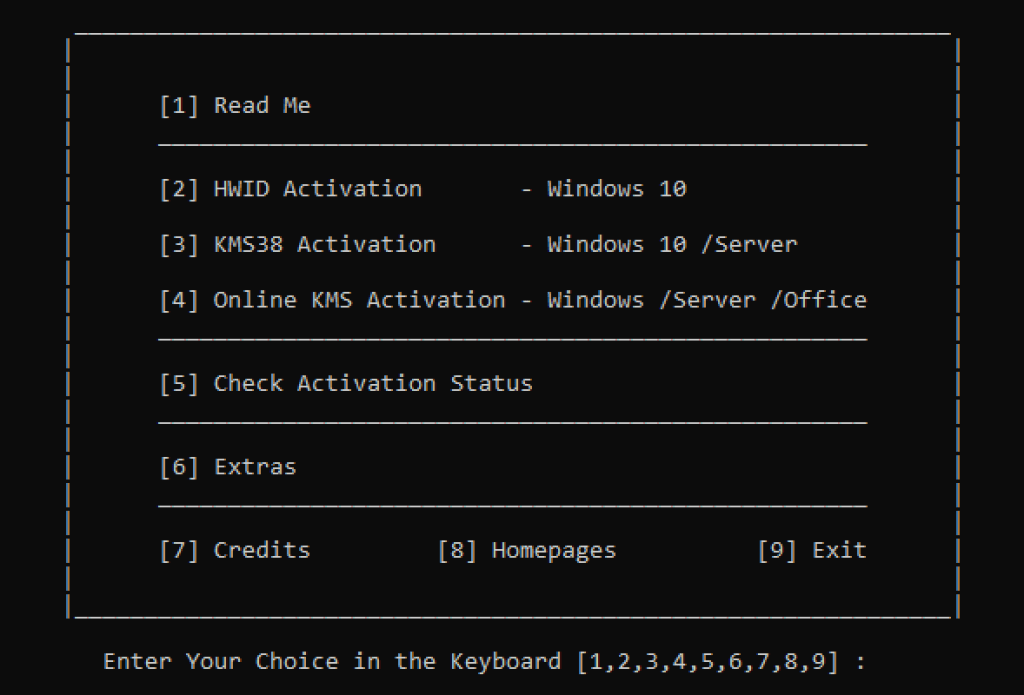 [1] Read Me
[2] HWID Activation - Windows 10
[3] KMS38 Activation - Windows 10 /Server
[4] Online KMS Activation - Windows /Server /Office
[5] Check Activation Status
[6] Extras
[7] Credits [8] Homepages [9] Exit
Enter Your Choice in the Keyboard [1,2,3,4,5,6,7,8,9] :